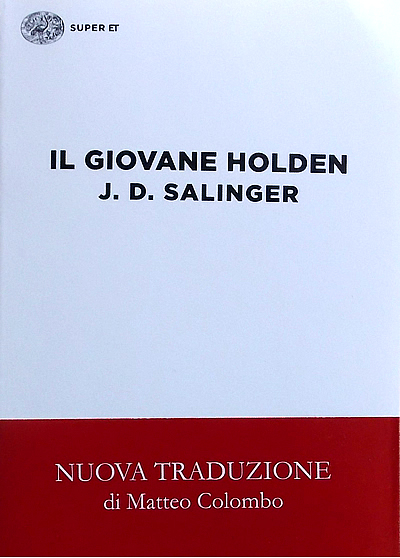 SUPER ET
IL GIOVANE HOLDEN
J. D. SALINGER
NUOVA TRADUZIONE
di Matteo Colombo